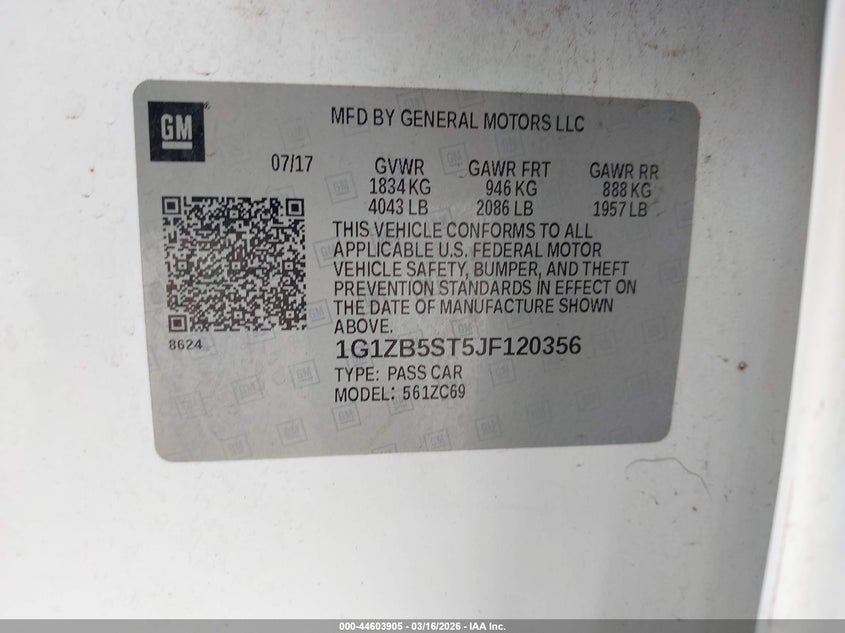 GM
MFD BY GENERAL MOTORS LLC
07/17
GVWR GAWR FRT GAWR RR
1834 KG 946 KG 888 KG
4043 LB 2086 LB 1957 LB
THIS VEHICLE CONFORMS TO ALL
APPLICABLE U.S. FEDERAL MOTOR
VEHICLE SAFETY, BUMPER, AND THEFT
PREVENTION STANDARDS IN EFFECT ON
THE DATE OF MANUFACTURE SHOWN
ABOVE.
8624
1G1ZB5ST5JF120356
TYPE: PASS CAR
MODEL: 561ZC69
000-44603905 - 03/16/2026 - IAA Inc.